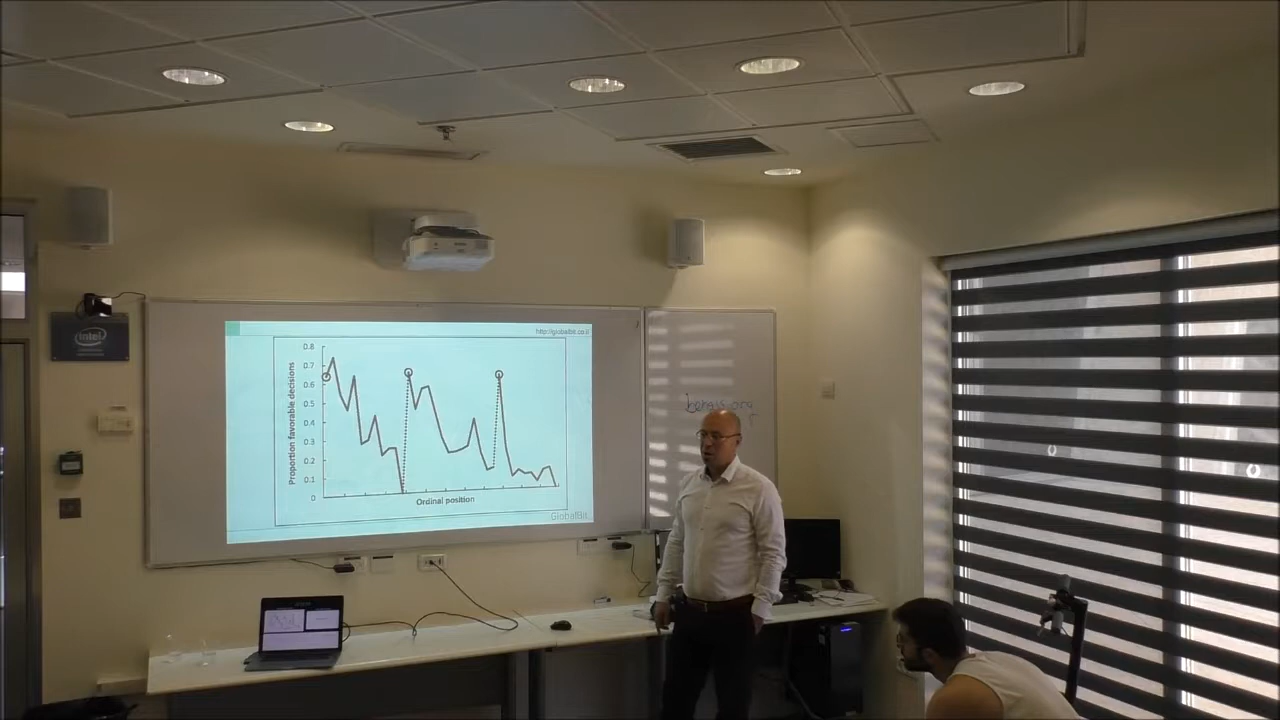 http://globalbit.co.il
0.8
0.7
0.6
0.5
0.4
0.3
0.2
0.1
0
Proportion favorable decisions
Ordinal position
GlobalBit
intel